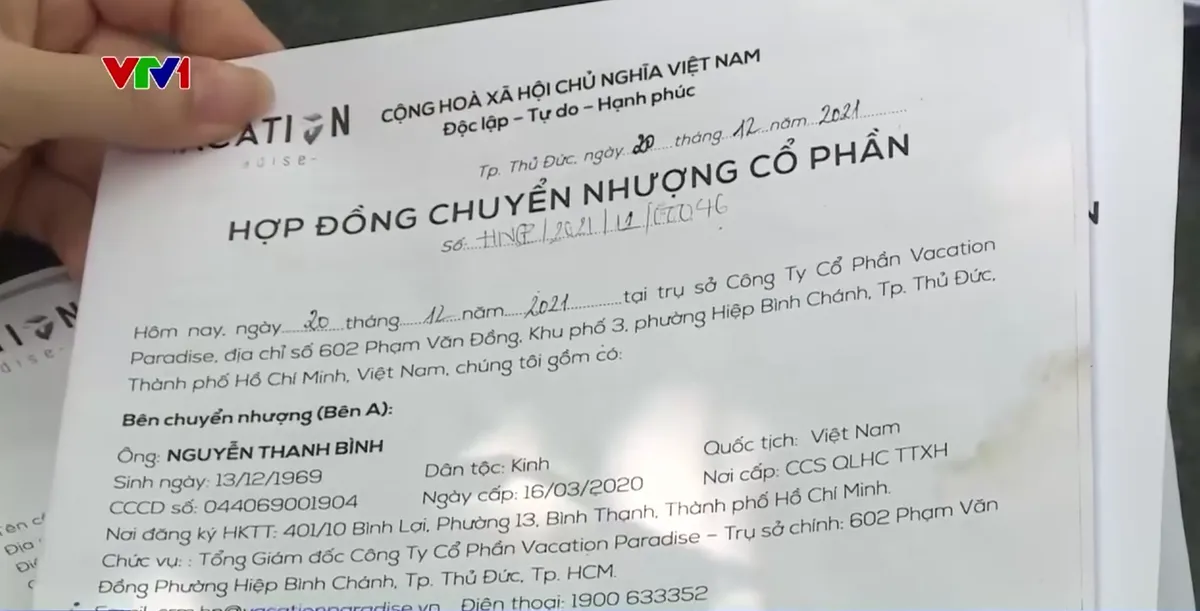 VTV1
CỘNG HOÀ XÃ HỘI CHỦ NGHĨA VIỆT NAM
Độc lập - Tự do - Hạnh phúc
Tp. Thủ Đức, ngày 20 tháng 12 năm 2021
HỢP ĐỒNG CHUYỂN NHƯỢNG CỔ PHẦN
Số: HNP/2021/12/CT046
Hôm nay, ngày 20 tháng 12 năm 2021 tại trụ sở Công Ty Cổ Phần Vacation
Paradise, địa chỉ số 602 Phạm Văn Đồng, Khu phố 3, phường Hiệp Bình Chánh, Tp. Thủ Đức,
Thành phố Hồ Chí Minh, Việt Nam, chúng tôi gồm có:
Bên chuyển nhượng (Bên A):
Ông: NGUYỄN THANH BÌNH
Quốc tịch: Việt Nam
Sinh ngày: 13/12/1969 Dân tộc: Kinh
Nơi cấp: CCS QLHC TTXH
CCCD số: 044069001904 Ngày cấp: 16/03/2020
Nơi đăng ký HKTT: 401/10 Bình Lợi, Phường 13, Bình Thạnh, Thành phố Hồ Chí Minh.
Chức vụ: : Tổng Giám đốc Công Ty Cổ Phần Vacation Paradise - Trụ sở chính: 602 Phạm Văn
Đồng Phường Hiệp Bình Chánh, Tp. Thủ Đức, Tp. HCM.
Điện thoại: 1900 633352